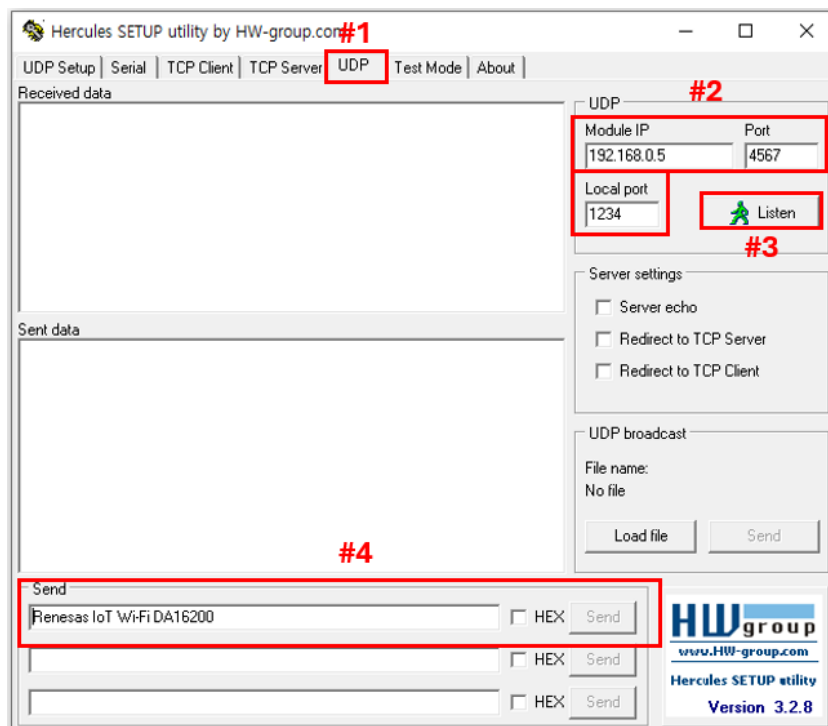 Hercules SETUP utility by HW-group.com
#1
UDP Setup
Serial
TCP Client
TCP Server
UDP
Test Mode
About
Received data
UDP
#2
Module IP
Port
192.168.0.5
4567
Local port
1234
Listen
#3
Server settings
Server echo
Redirect to TCP Server
Redirect to TCP Client
Sent data
UDP broadcast
File name:
No file
Load file
Send
#4
Send
Renesas IoT Wi-Fi DA16200
HEX
Send
HEX
Send
HEX
Send
HW group
www.HW-group.com
Hercules SETUP utility
Version 3.2.8